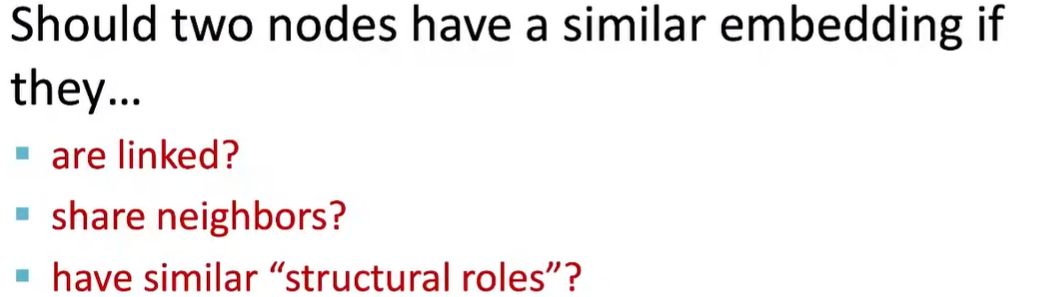 Should two nodes have a similar embedding if
they...
▪ are linked?
▪ share neighbors?
▪ have similar “structural roles”?